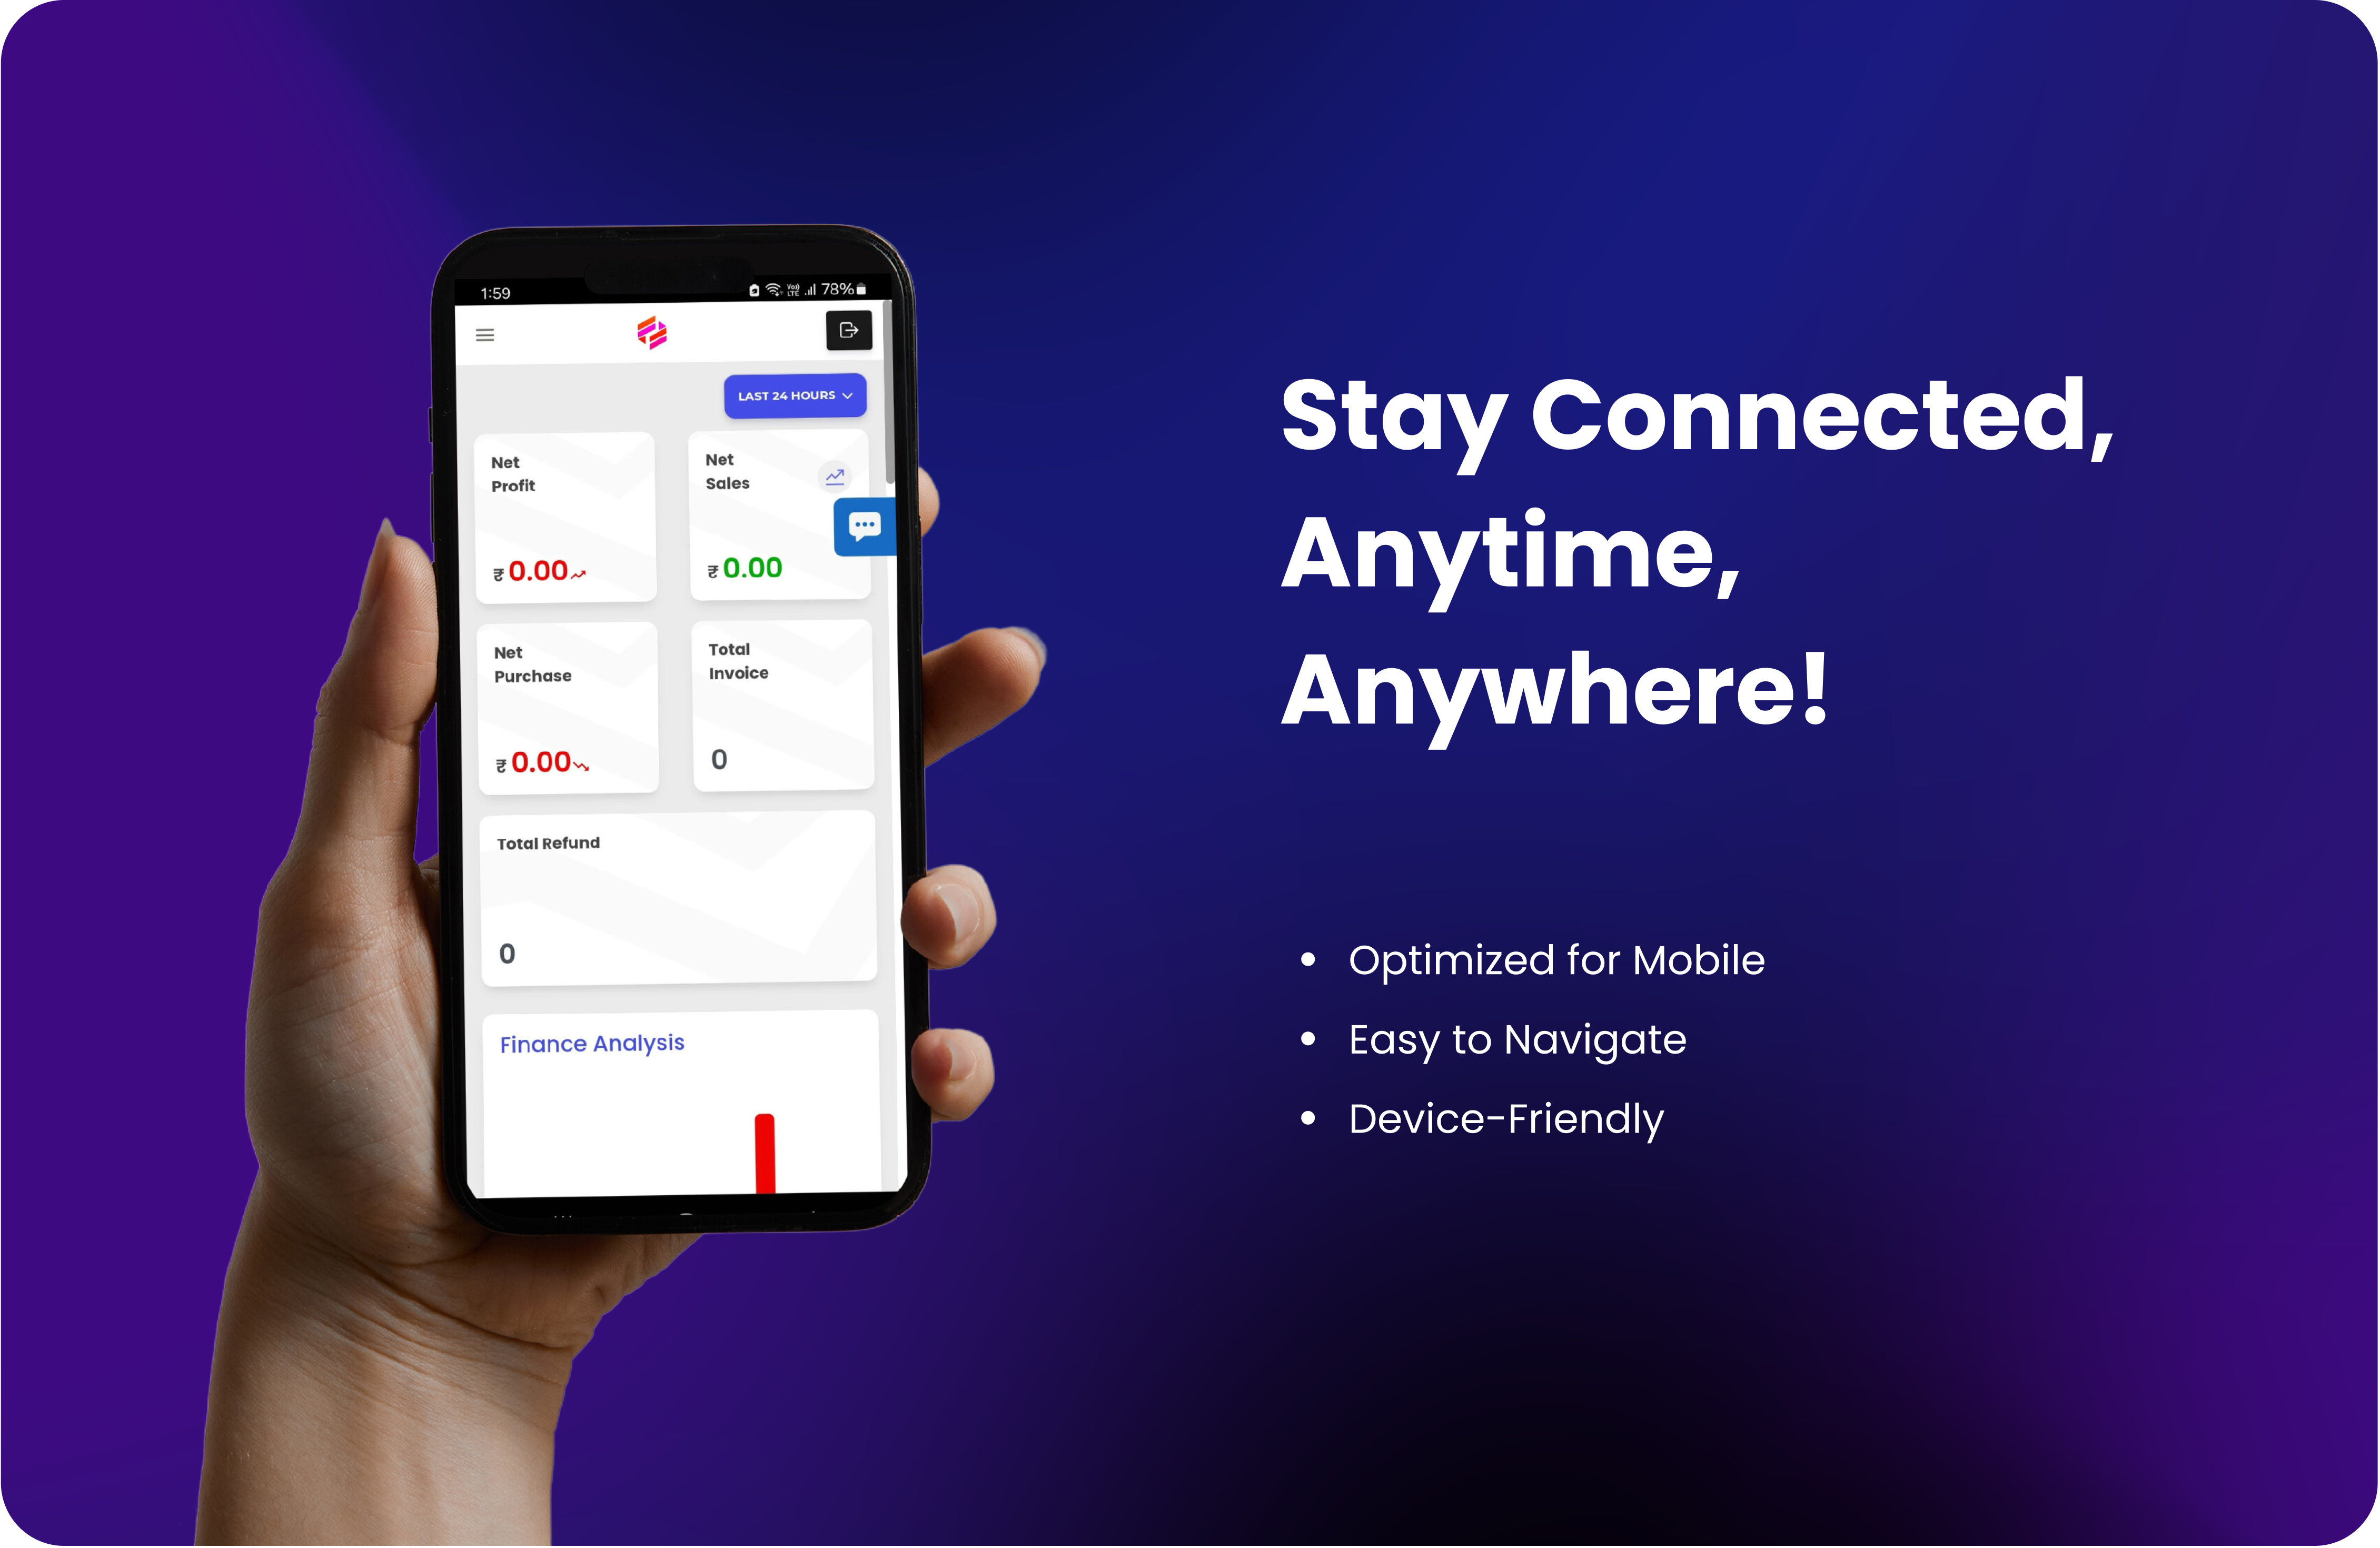 1:59
Vo))
LTE
78%
LAST 24 HOURS
Net
Profit
₹ 0.00
Net
Sales
₹ 0.00
Net
Purchase
₹ 0.00
Total
Invoice
0
Total Refund
0
Finance Analysis
Stay Connected,
Anytime,
Anywhere!
• Optimized for Mobile
• Easy to Navigate
• Device-Friendly